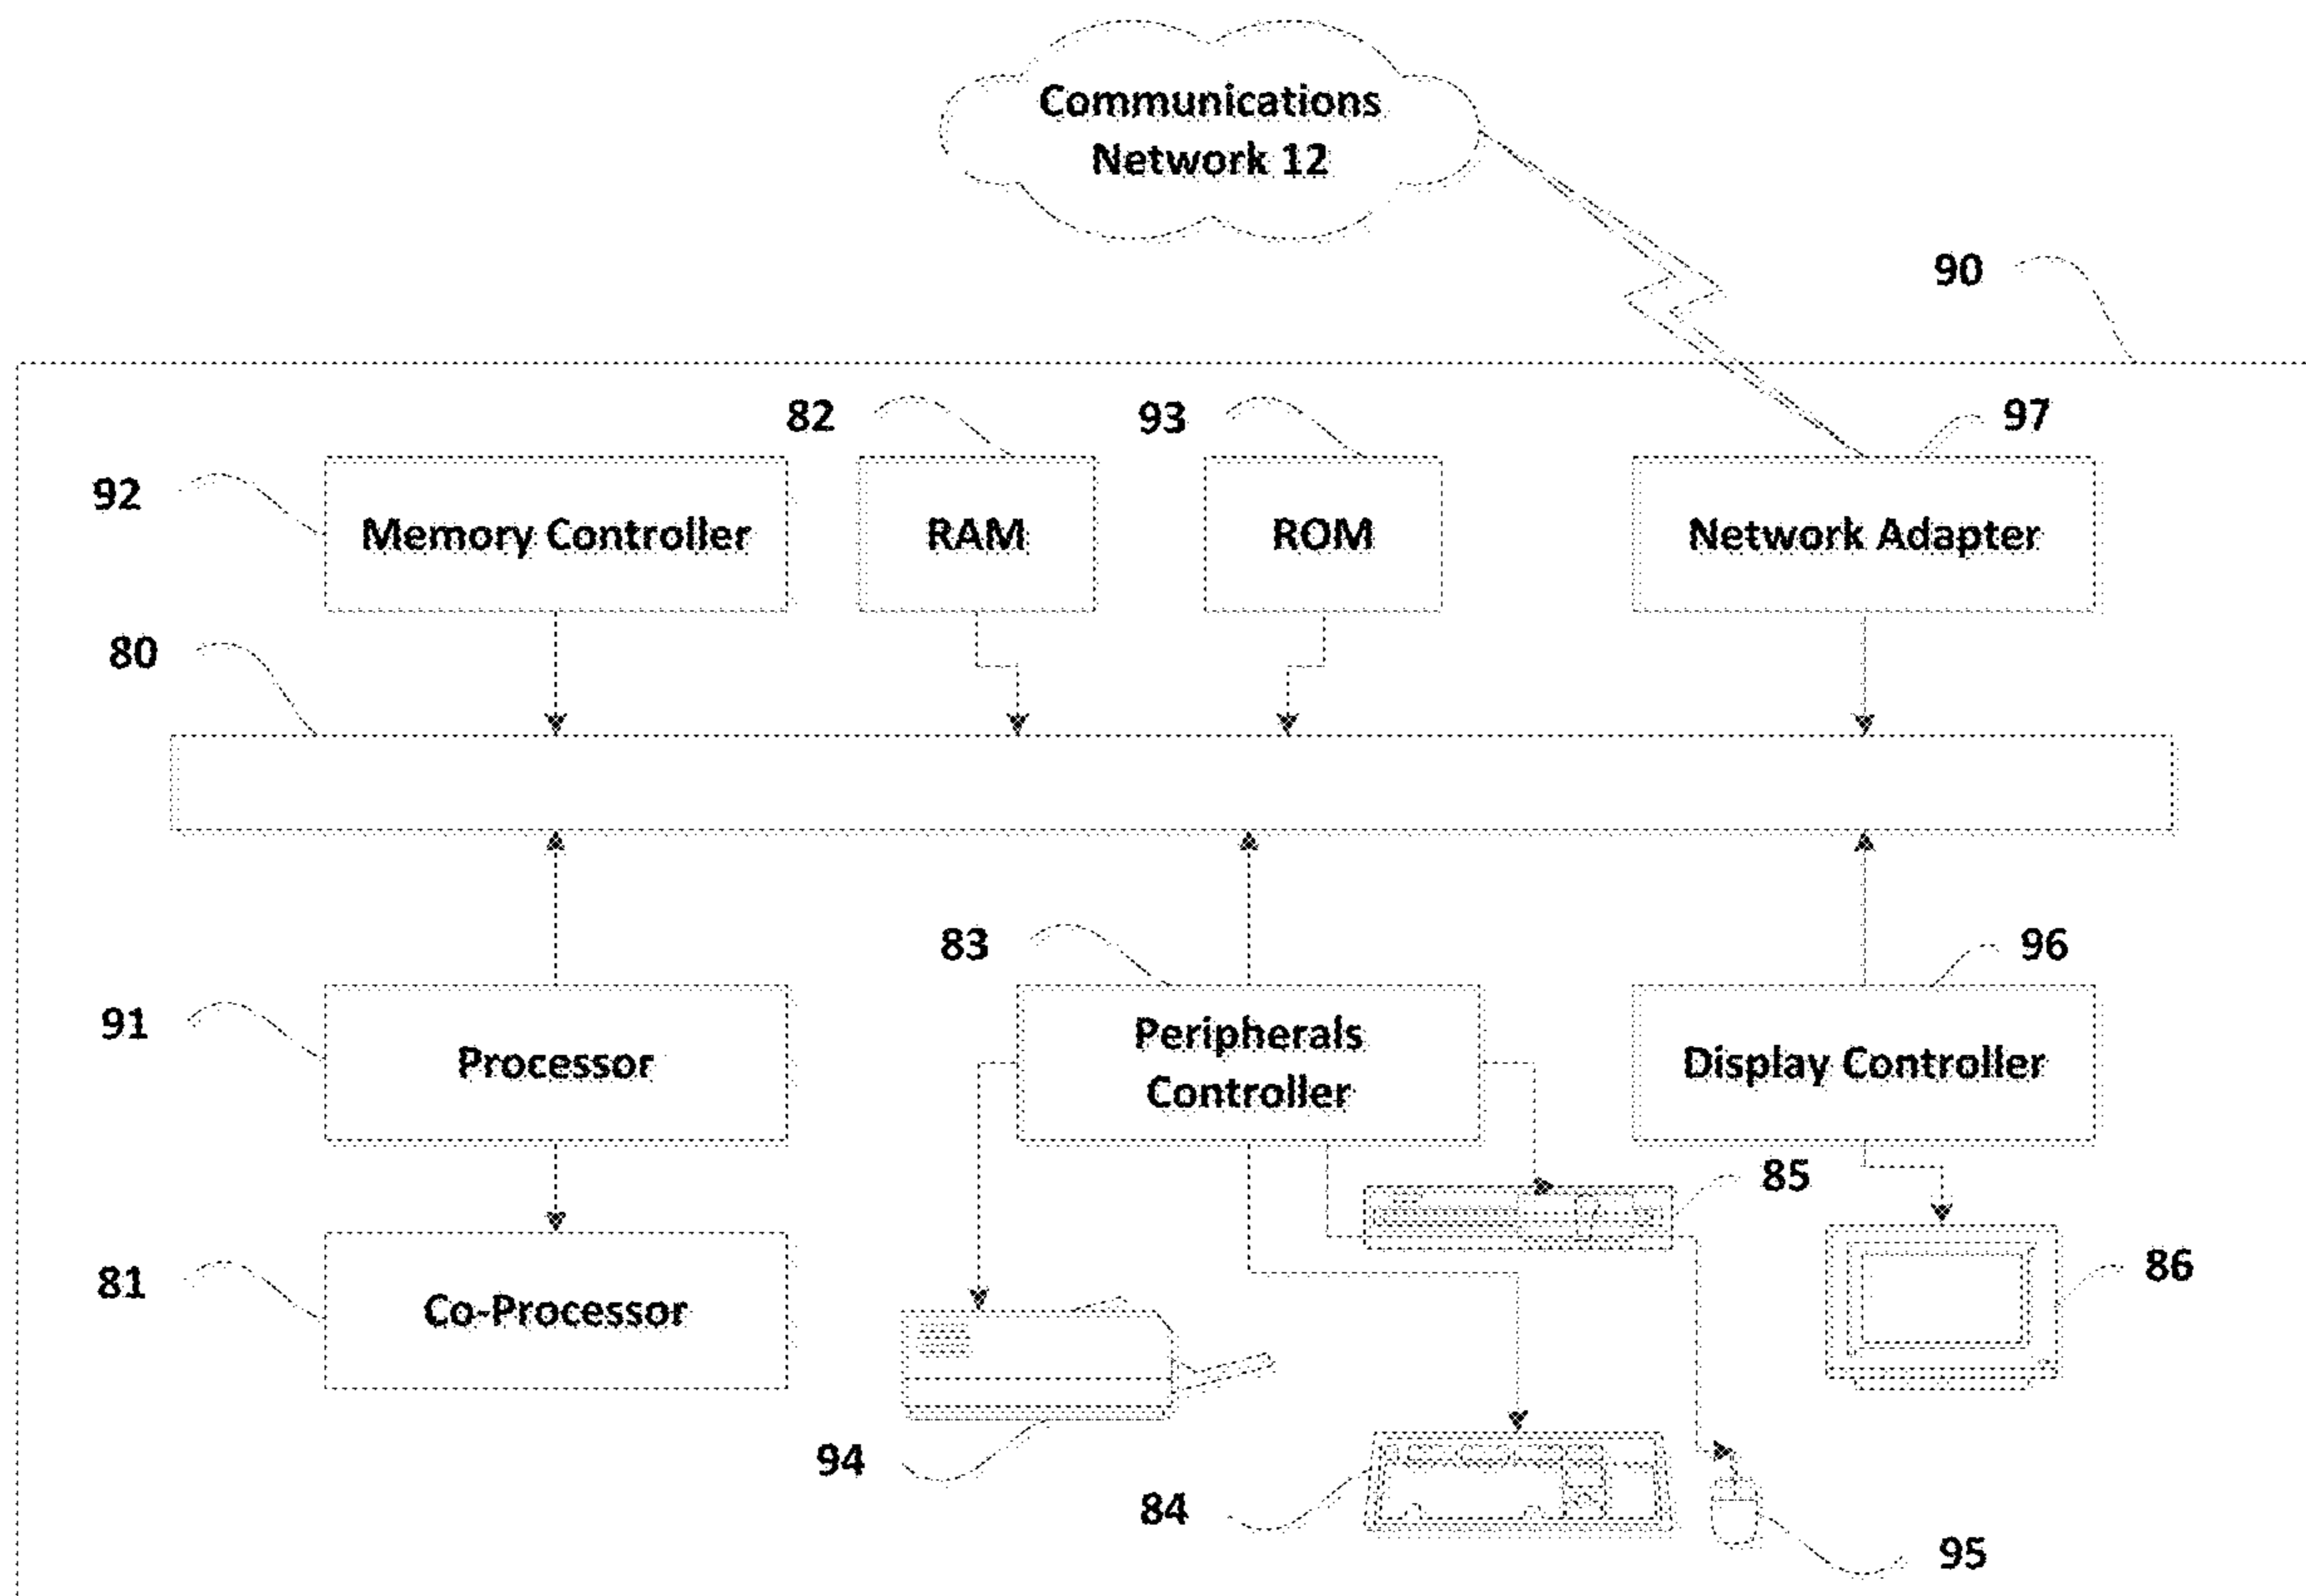 Communications
Network 12
90
82
93
97
92
Memory Controller
RAM
ROM
Network Adapter
80
83
96
91
Processor
Peripherals
Controller
Display Controller
85
81
Co-Processor
86
94
84
95